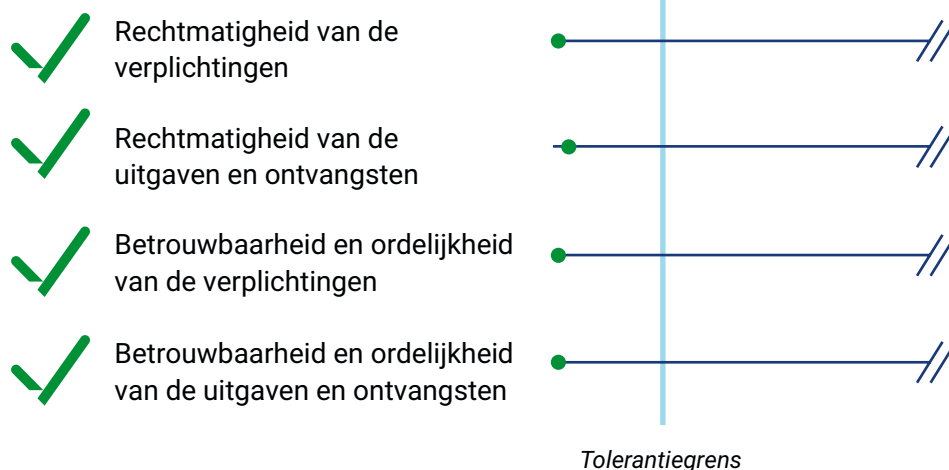 Rechtmatigheid van de
verplichtingen
Rechtmatigheid van de
uitgaven en ontvangsten
Betrouwbaarheid en ordelijkheid
van de verplichtingen
Betrouwbaarheid en ordelijkheid
van de uitgaven en ontvangsten
Tolerantiegrens